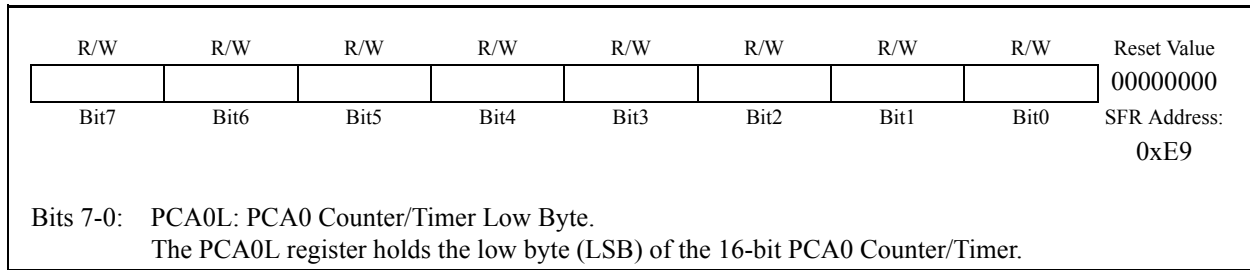 R/W R/W R/W R/W R/W R/W R/W R/W Reset Value
00000000
Bit7 Bit6 Bit5 Bit4 Bit3 Bit2 Bit1 Bit0 SFR Address:
0xE9
Bits 7-0: PCA0L: PCA0 Counter/Timer Low Byte.
The PCA0L register holds the low byte (LSB) of the 16-bit PCA0 Counter/Timer.